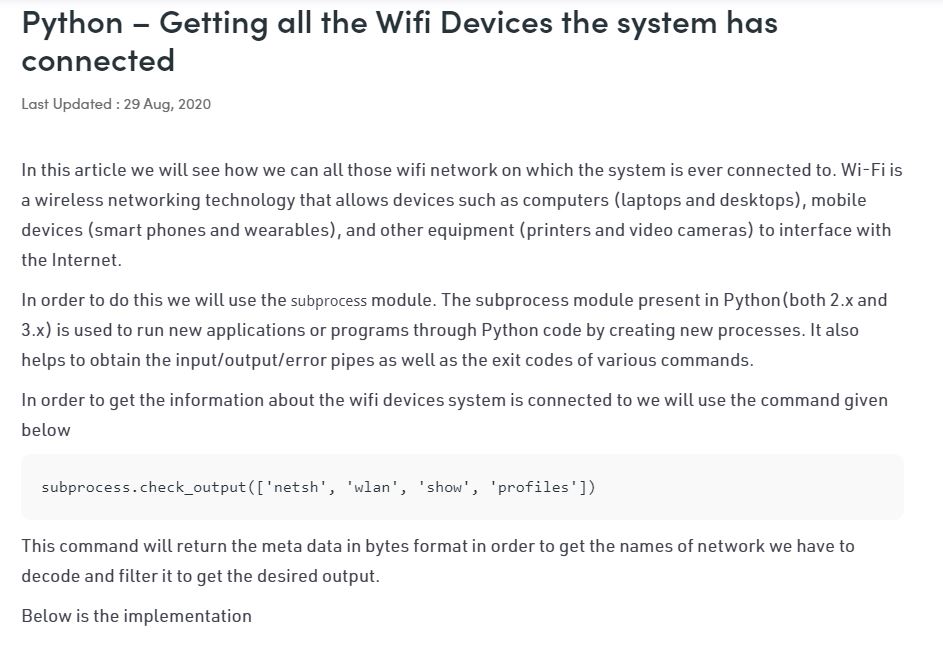 Python – Getting all the Wifi Devices the system has
connected
Last Updated : 29 Aug, 2020
In this article we will see how we can all those wifi network on which the system is ever connected to. Wi-Fi is
a wireless networking technology that allows devices such as computers (laptops and desktops), mobile
devices (smart phones and wearables), and other equipment (printers and video cameras) to interface with
the Internet.
In order to do this we will use the subprocess module. The subprocess module present in Python(both 2.x and
3.x) is used to run new applications or programs through Python code by creating new processes. It also
helps to obtain the input/output/error pipes as well as the exit codes of various commands.
In order to get the information about the wifi devices system is connected to we will use the command given
below
subprocess.check_output(['netsh', 'wlan', 'show', 'profiles'])
This command will return the meta data in bytes format in order to get the names of network we have to
decode and filter it to get the desired output.
Below is the implementation